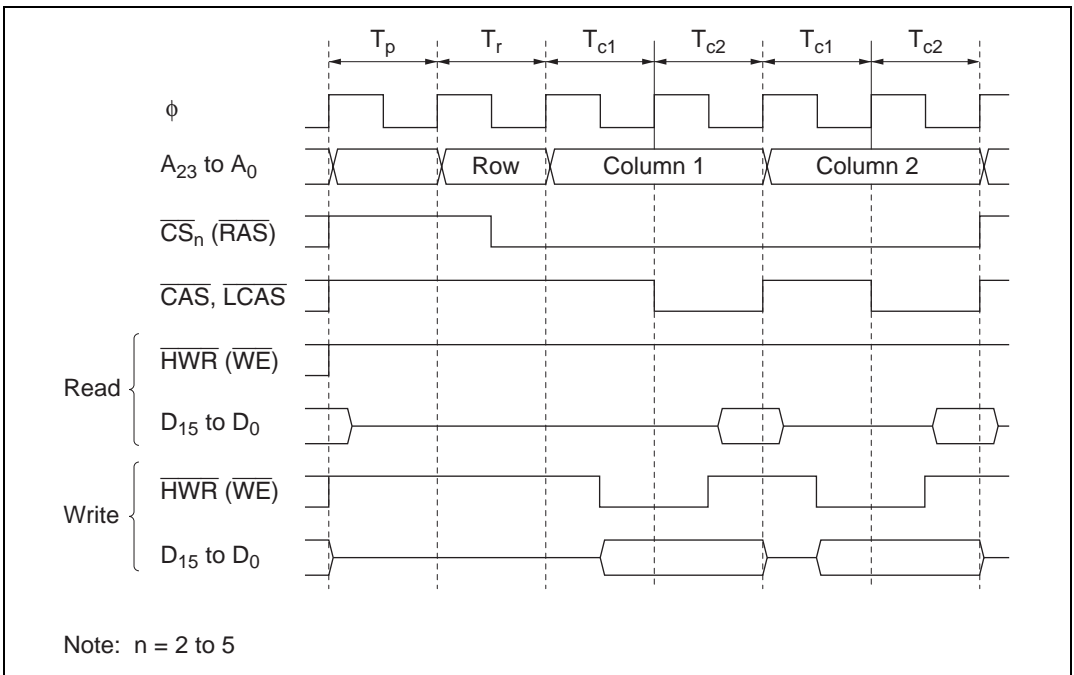 Tp Tr Tc1 Tc2 Tc1 Tc2
φ
A23 to A0 Row Column 1 Column 2
CSn (RAS)
CAS, LCAS
Read
HWR (WE)
D15 to D0
Write
HWR (WE)
D15 to D0
Note: n = 2 to 5